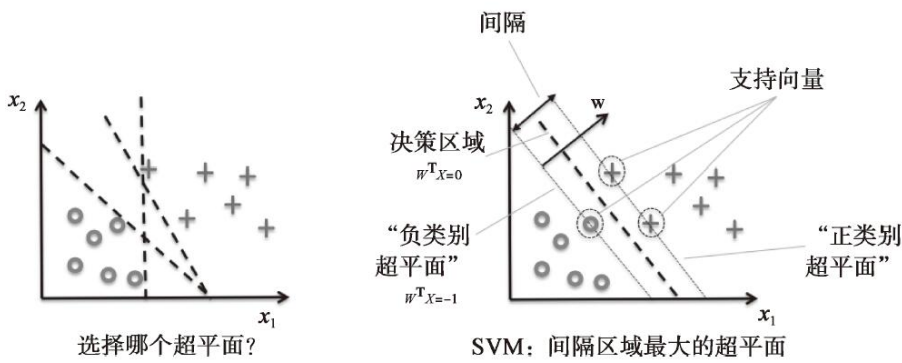 x₂
x₁
选择哪个超平面?
间隔
支持向量
x₂
w
决策区域
Wᵀx=0
“负类别
超平面”
Wᵀx=-1
“正类别
超平面”
x₁
SVM：间隔区域最大的超平面